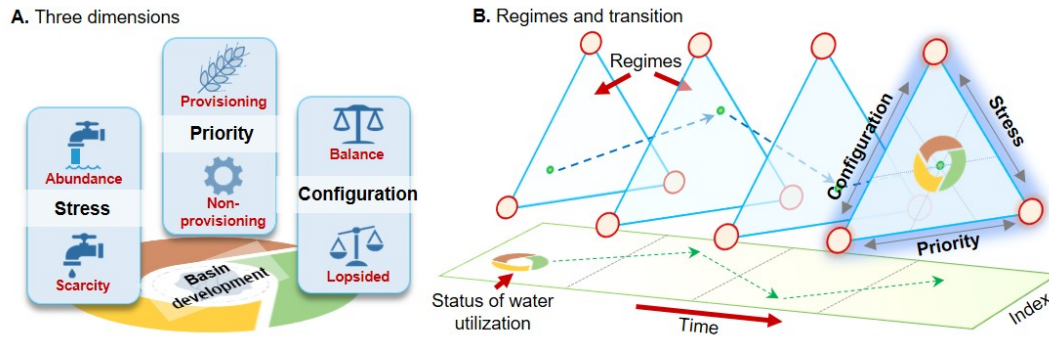 A. Three dimensions
Provisioning
Priority
Non-
provisioning
Abundance
Stress
Scarcity
Balance
Configuration
Lopsided
Basin
development
B. Regimes and transition
Regimes
Configuration
Stress
Priority
Status of water
utilization
Time
Index